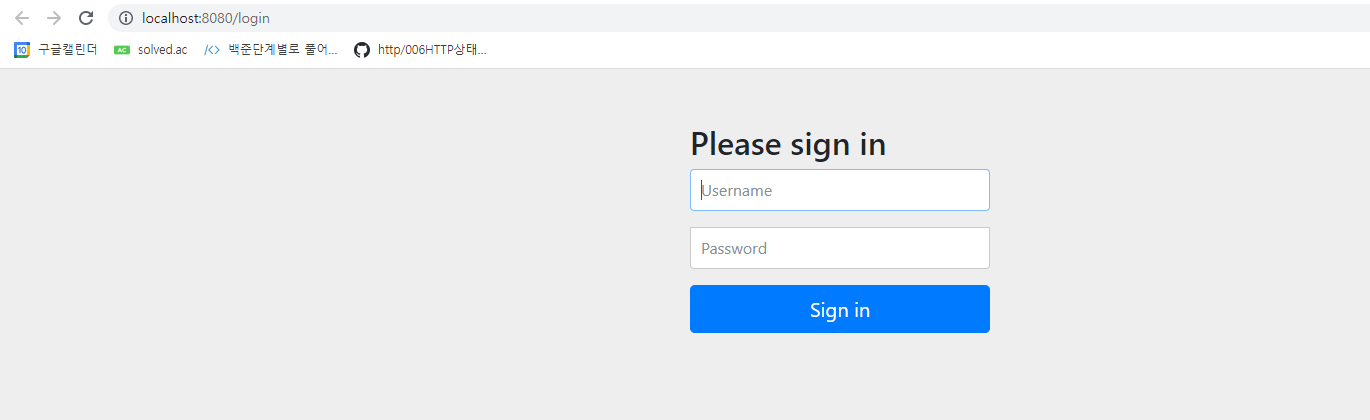 localhost:8080/login
10 구글캘린더 AC solved.ac /<> 백준단계별로 풀어... http/006HTTP상태...
Please sign in
Username
Password
Sign in